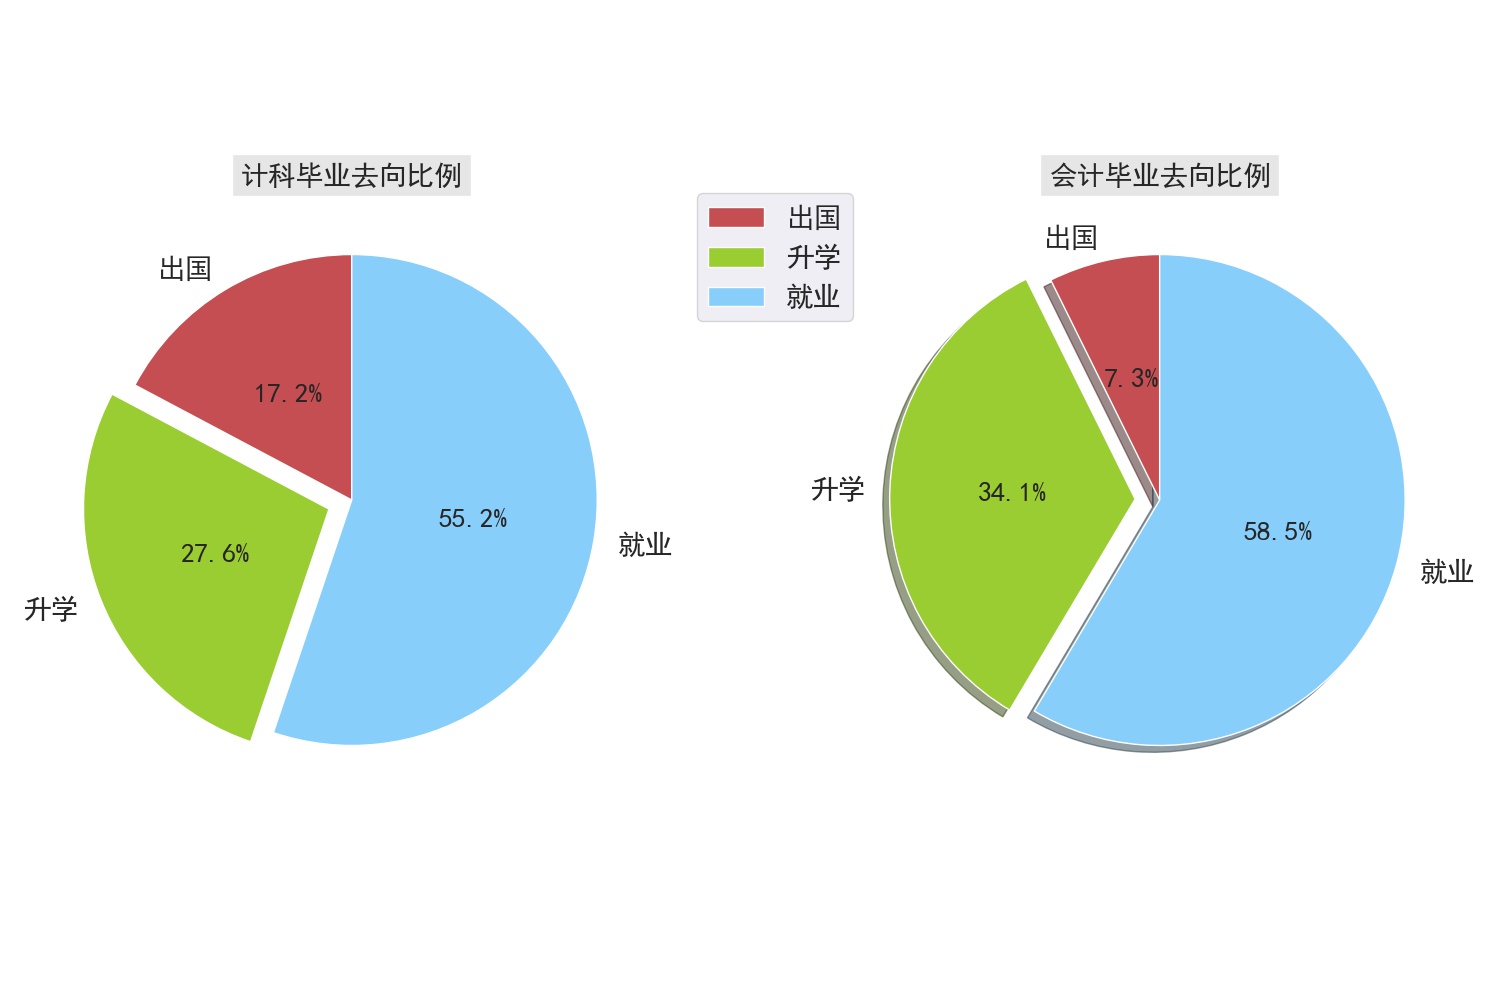 计科毕业去向比例
出国
17.2%
55.2%
27.6%
就业
升学
出国
升学
就业
会计毕业去向比例
出国
7.3%
升学
34.1%
58.5%
就业